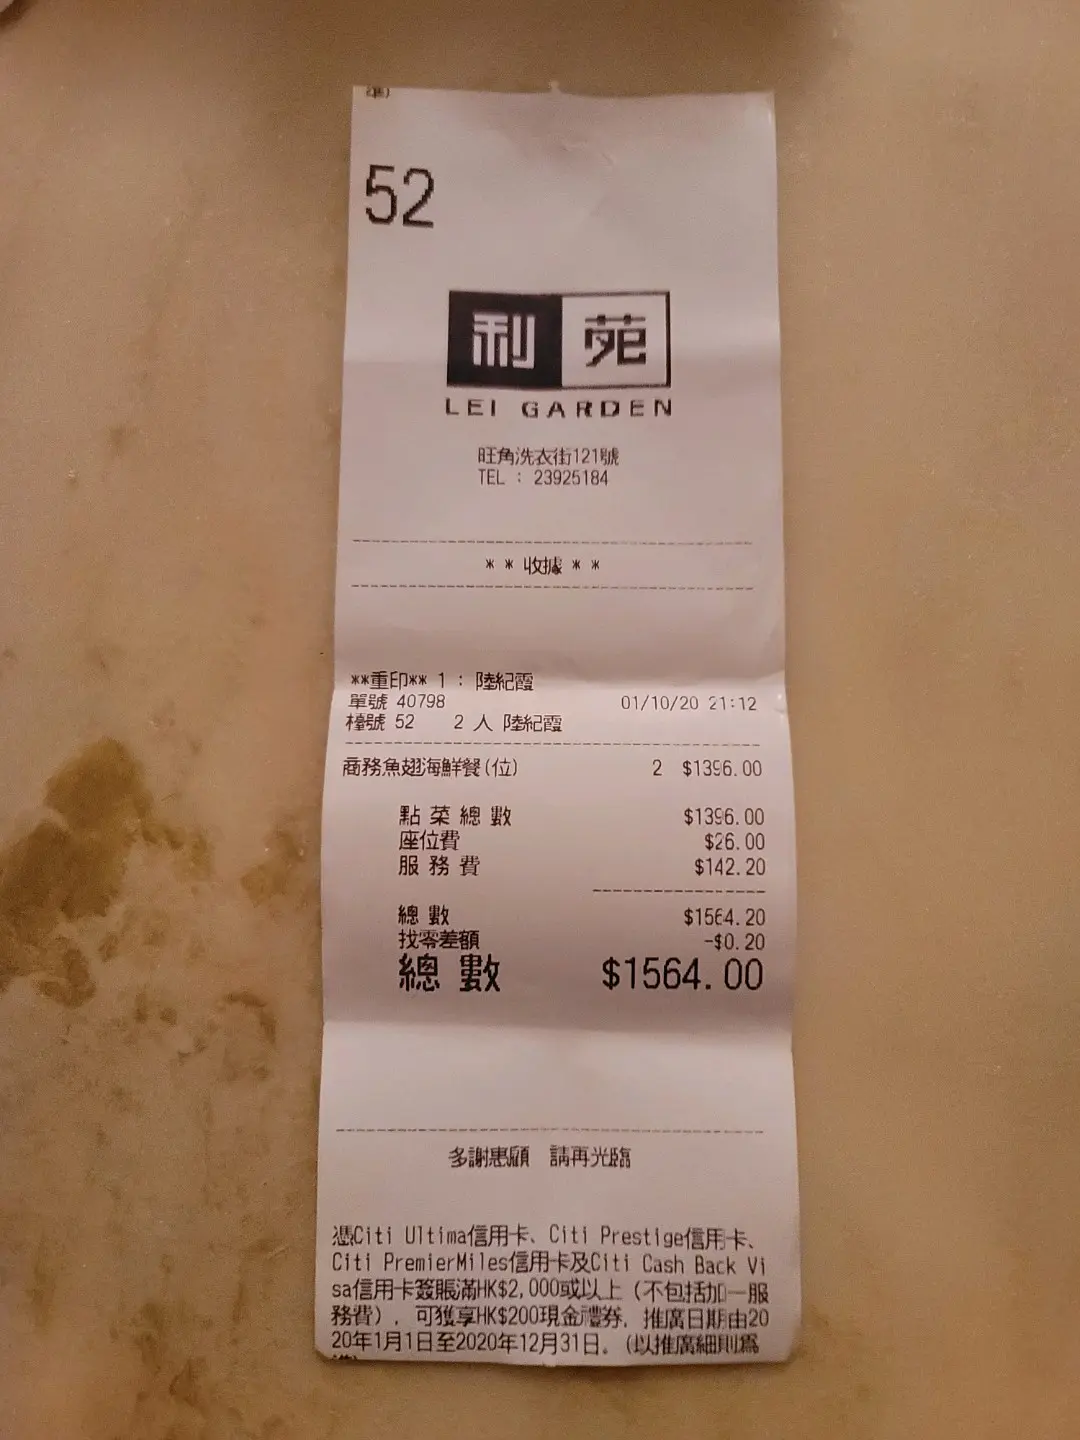 準)
52
利苑
LEI GARDEN
旺角洗衣街121號
TEL : 23925184
** 收據 **
**重印** 1 : 陸紀霞
單號 40798 01/10/20 21:12
檯號 52 2 人 陸紀霞
商務魚翅海鮮餐(位) 2 $1396.00
點菜總數 $1396.00
座位費 $26.00
服務費 $142.20
總數 $1564.20
找零差額 -$0.20
總數 $1564.00
多謝惠顧 請再光臨
憑Citi Ultima信用卡、Citi Prestige信用卡、
Citi PremierMiles信用卡及Citi Cash Back Vi
sa信用卡簽賬滿HK$2,000或以上 (不包括加一服
務費) , 可獲享HK$200現金禮券. 推廣日期由20
20年1月1日至2020年12月31日。(以推廣細則爲